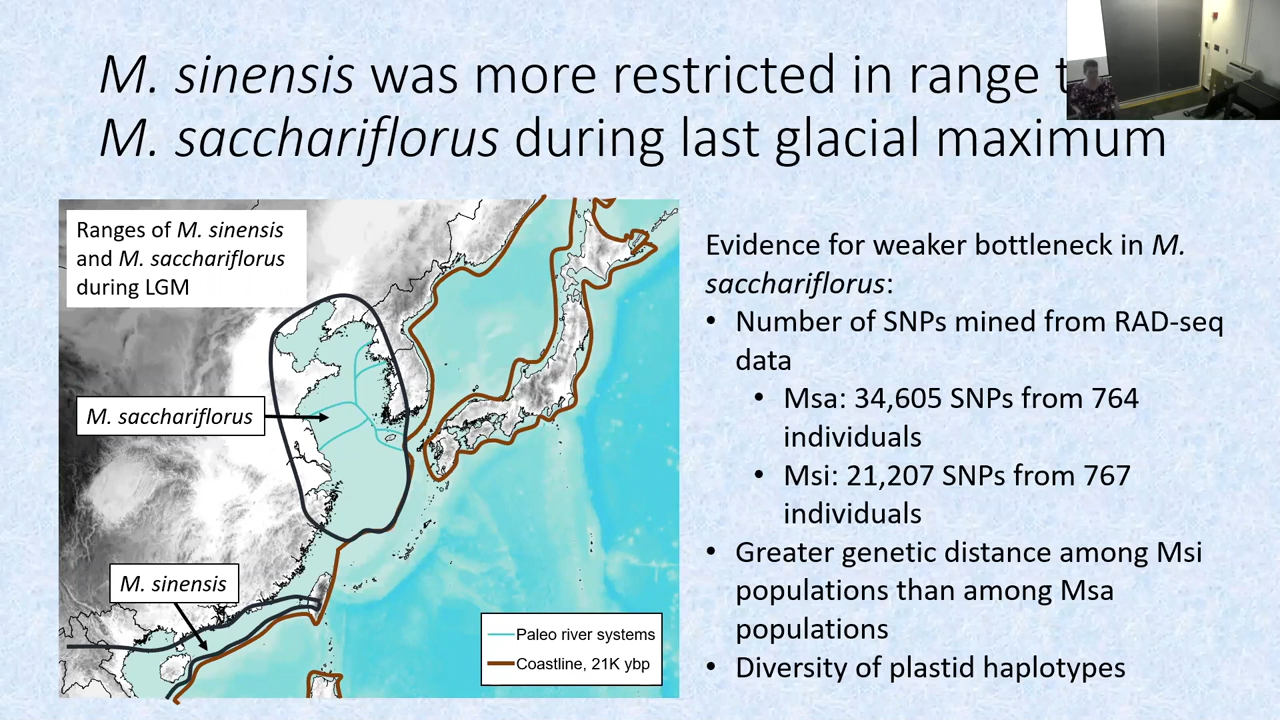 M. sinensis was more restricted in range
M. sacchariflorus during last glacial maximum
Ranges of M. sinensis
and M. sacchariflorus
during LGM
M. sacchariflorus
M. sinensis
Paleo river systems
Coastline, 21K ybp
Evidence for weaker bottleneck in M.
sacchariflorus:
• Number of SNPs mined from RAD-seq
data
• Msa: 34,605 SNPs from 764
individuals
• Msi: 21,207 SNPs from 767
individuals
• Greater genetic distance among Msi
populations than among Msa
populations
• Diversity of plastid haplotypes